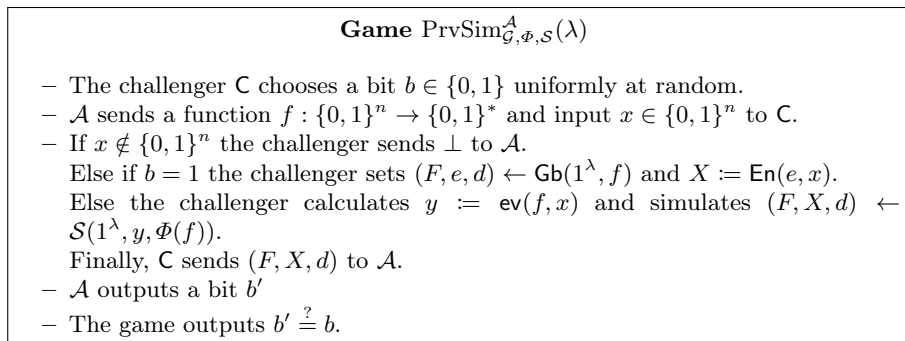 Game PrvSim^𝒜_{𝒢,Φ,𝒮}(λ)
– The challenger C chooses a bit b ∈ {0, 1} uniformly at random.
– 𝒜 sends a function f : {0, 1}^n → {0, 1}^* and input x ∈ {0, 1}^n to C.
– If x ∉ {0, 1}^n the challenger sends ⊥ to 𝒜.
Else if b = 1 the challenger sets (F, e, d) ← Gb(1^λ, f) and X := En(e, x).
Else the challenger calculates y := ev(f, x) and simulates (F, X, d) ←
𝒮(1^λ, y, Φ(f)).
Finally, C sends (F, X, d) to 𝒜.
– 𝒜 outputs a bit b′
– The game outputs b′ ≟ b.